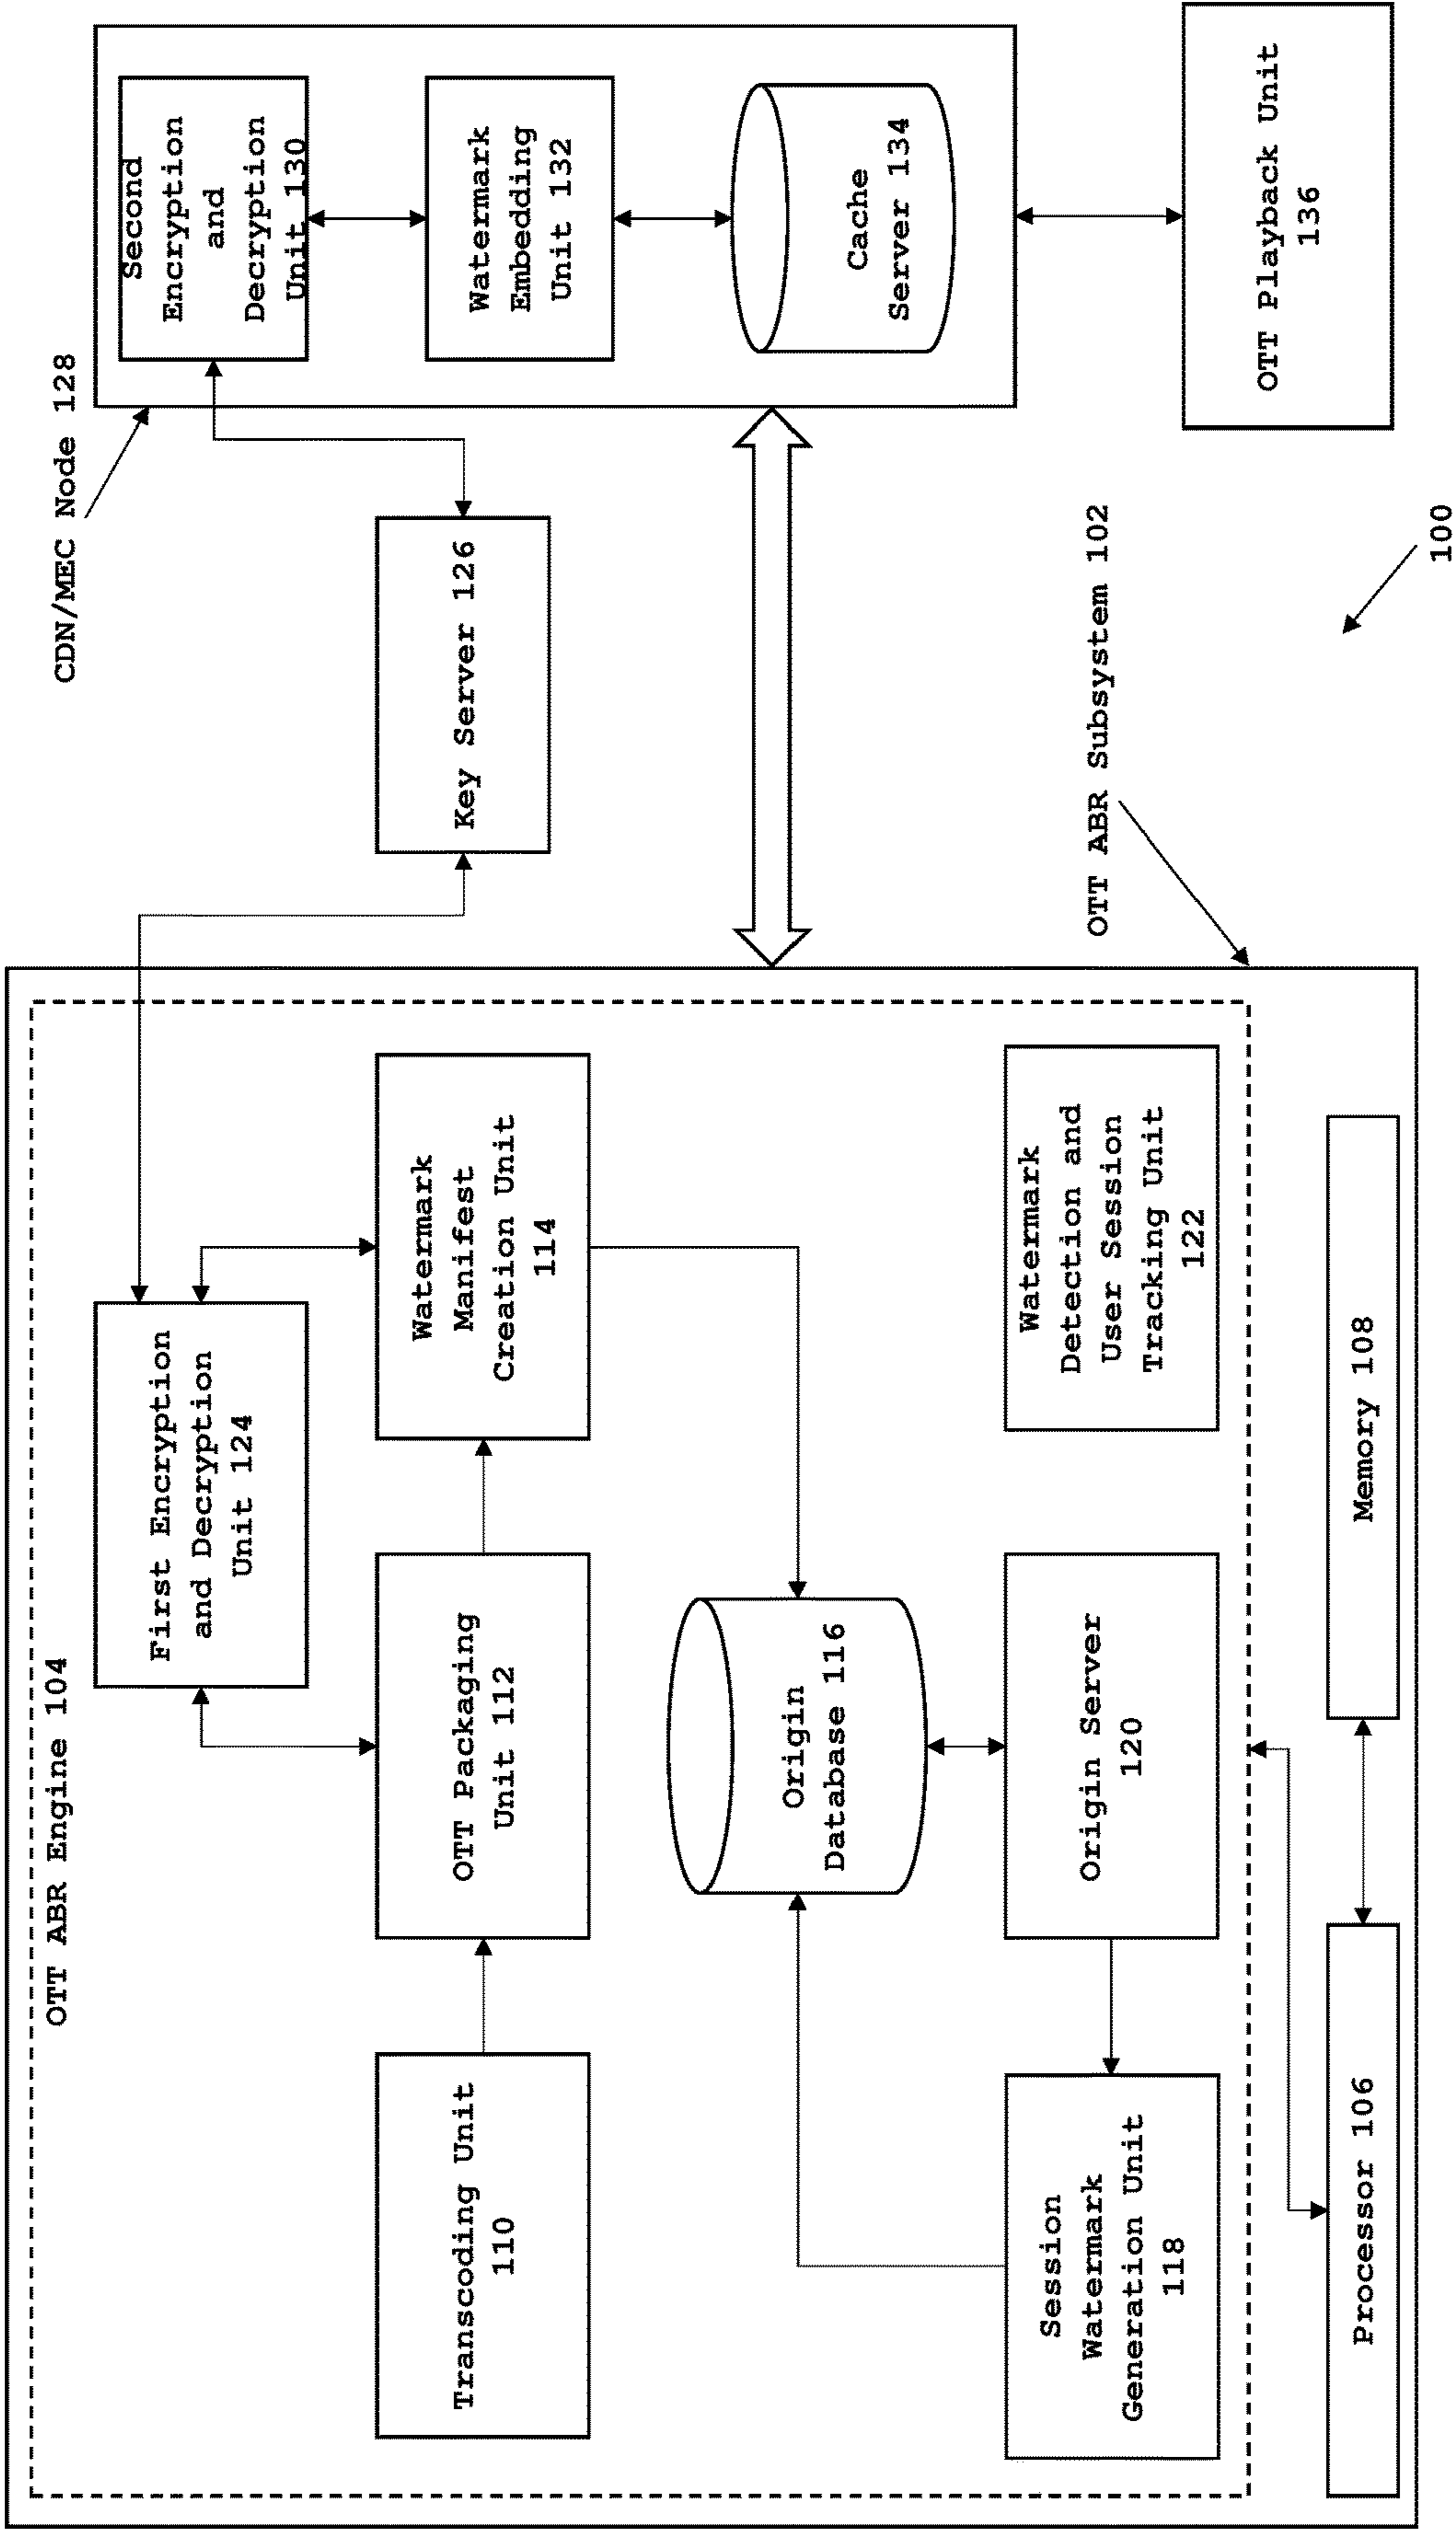 OTT ABR Engine 104
First Encryption
and Decryption
Unit 124
Transcoding Unit
110
OTT Packaging
Unit 112
Watermark
Manifest
Creation Unit
114
Origin
Database 116
Session
Watermark
Generation Unit
118
Origin Server
120
Watermark
Detection and
User Session
Tracking Unit
122
Processor 106
Memory 108
OTT ABR Subsystem 102
Key Server 126
CDN/MEC Node 128
Second
Encryption
and
Decryption
Unit 130
Watermark
Embedding
Unit 132
Cache
Server 134
OTT Playback Unit
136
100